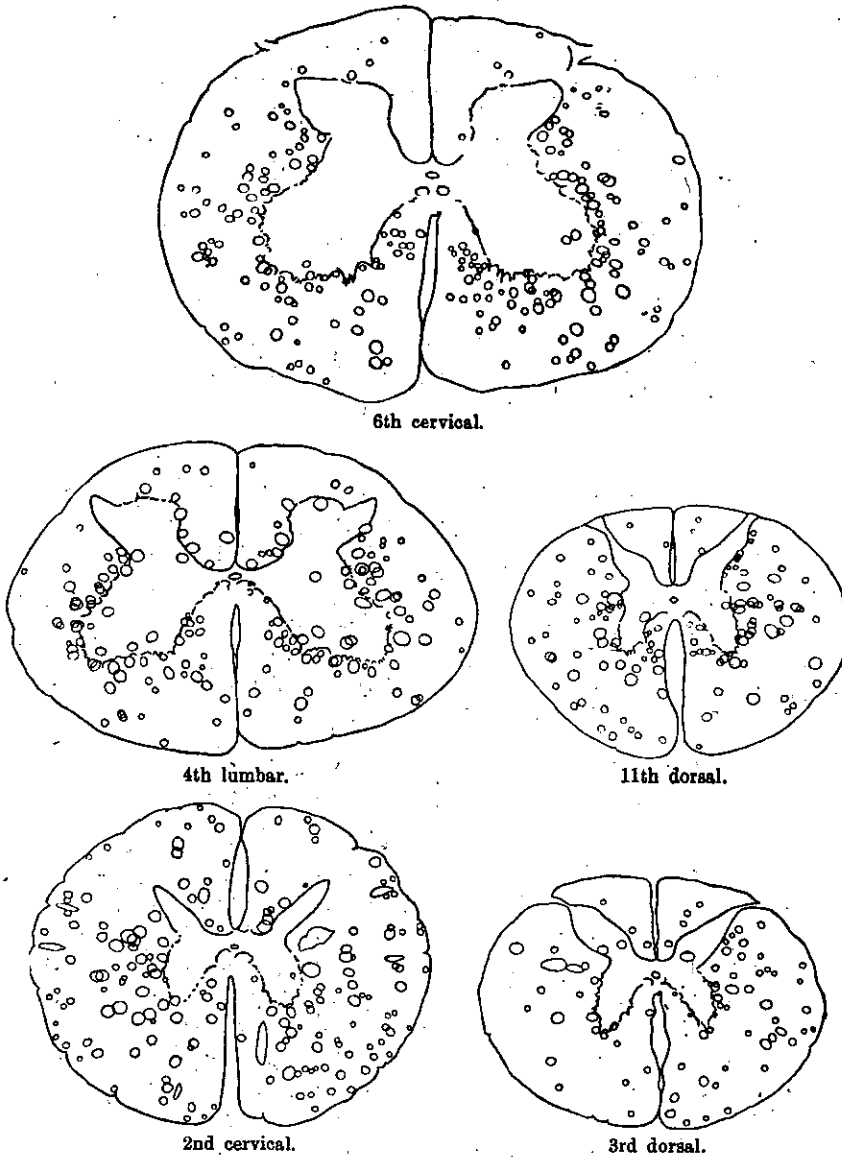 6th cervical.
4th lumbar.
11th dorsal.
2nd cervical.
3rd dorsal.